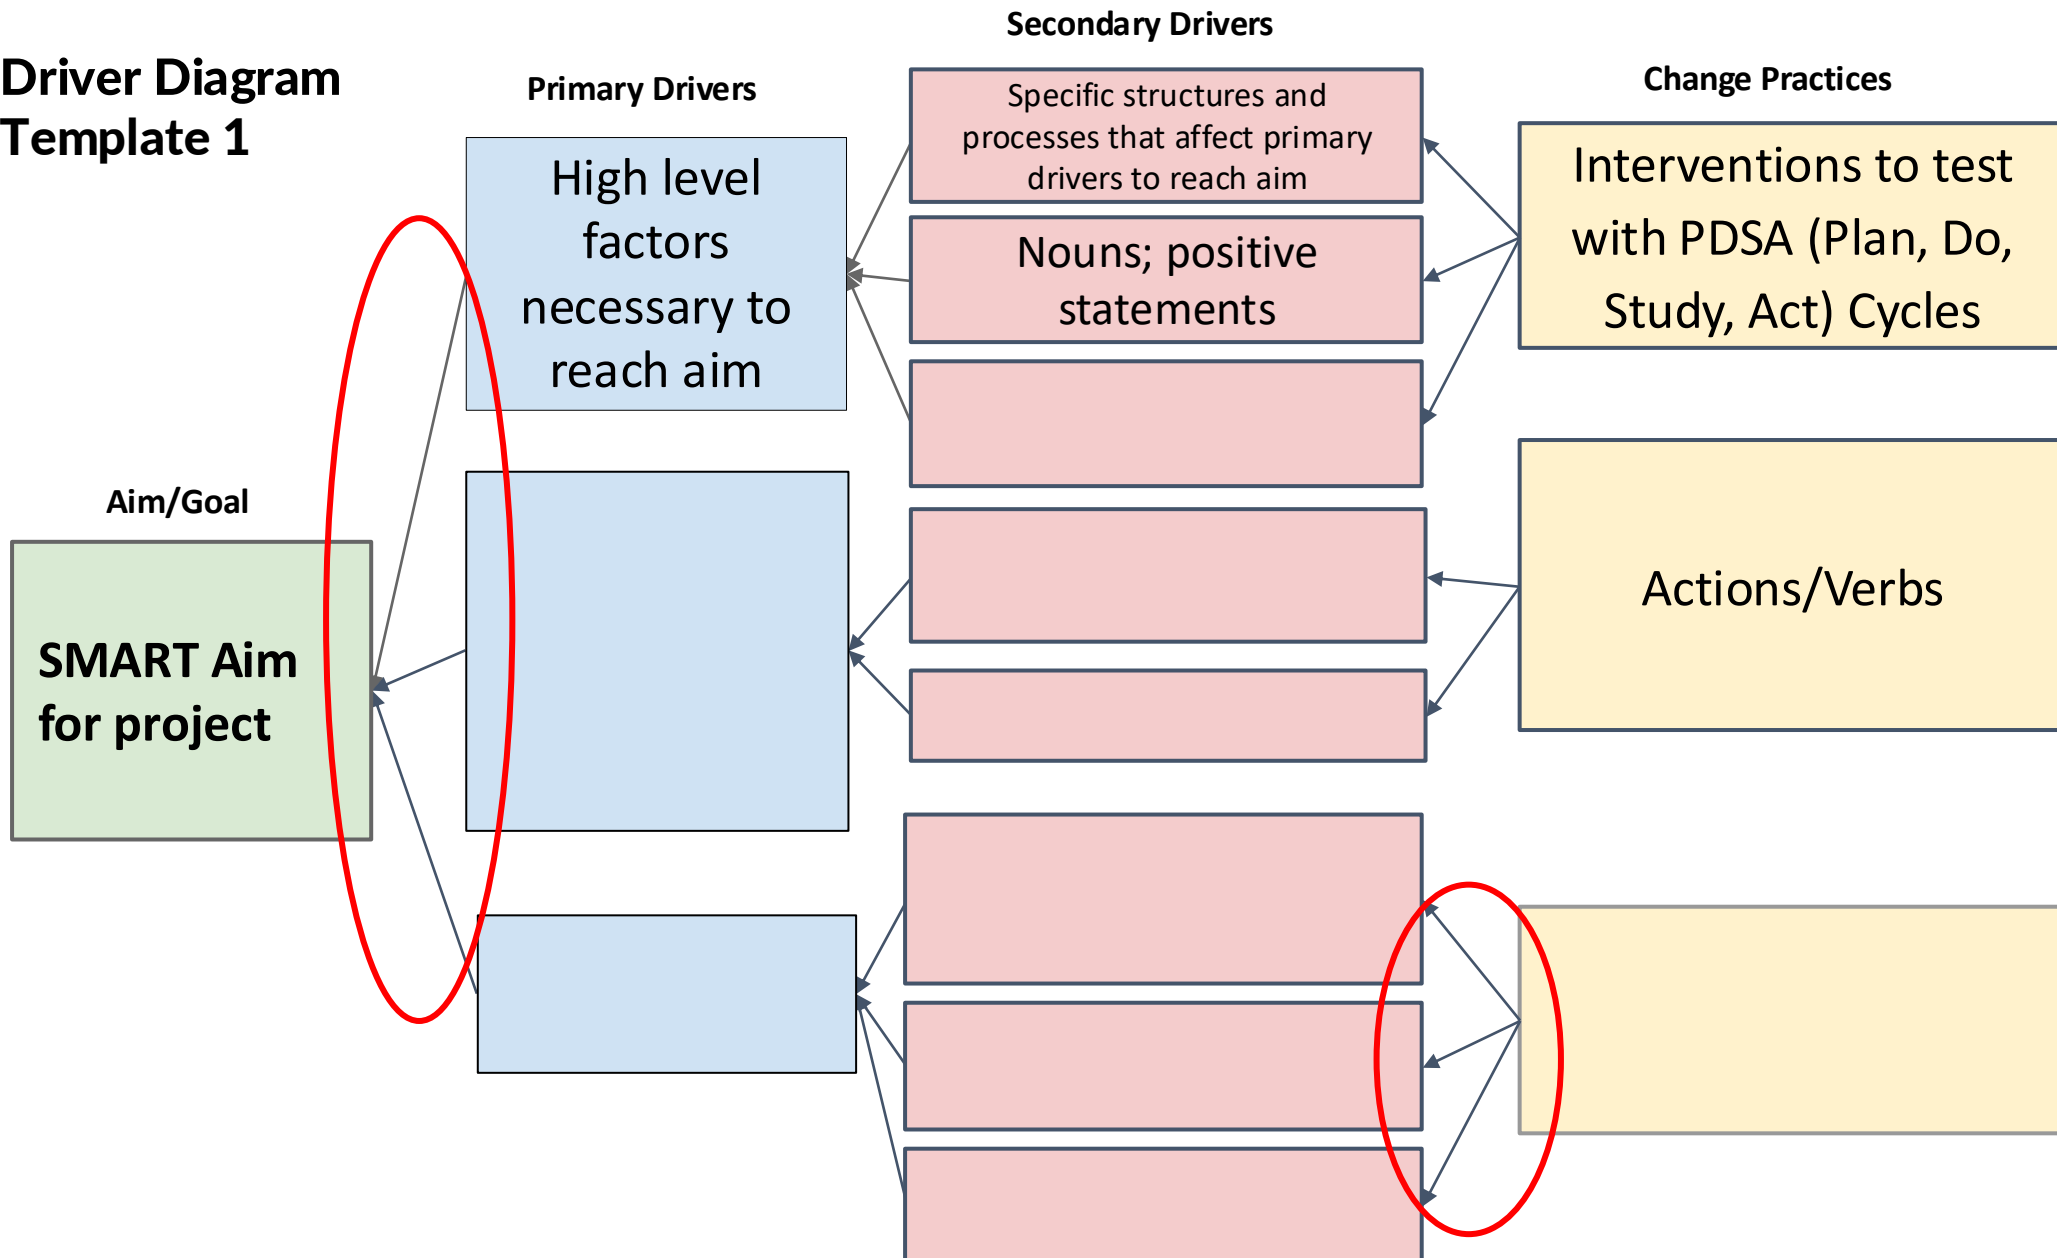 Driver Diagram
Template 1
Aim/Goal
SMART Aim
for project
Primary Drivers
High level
factors
necessary to
reach aim
Secondary Drivers
Specific structures and
processes that affect primary
drivers to reach aim
Nouns; positive
statements
Change Practices
Interventions to test
with PDSA (Plan, Do,
Study, Act) Cycles
Actions/Verbs